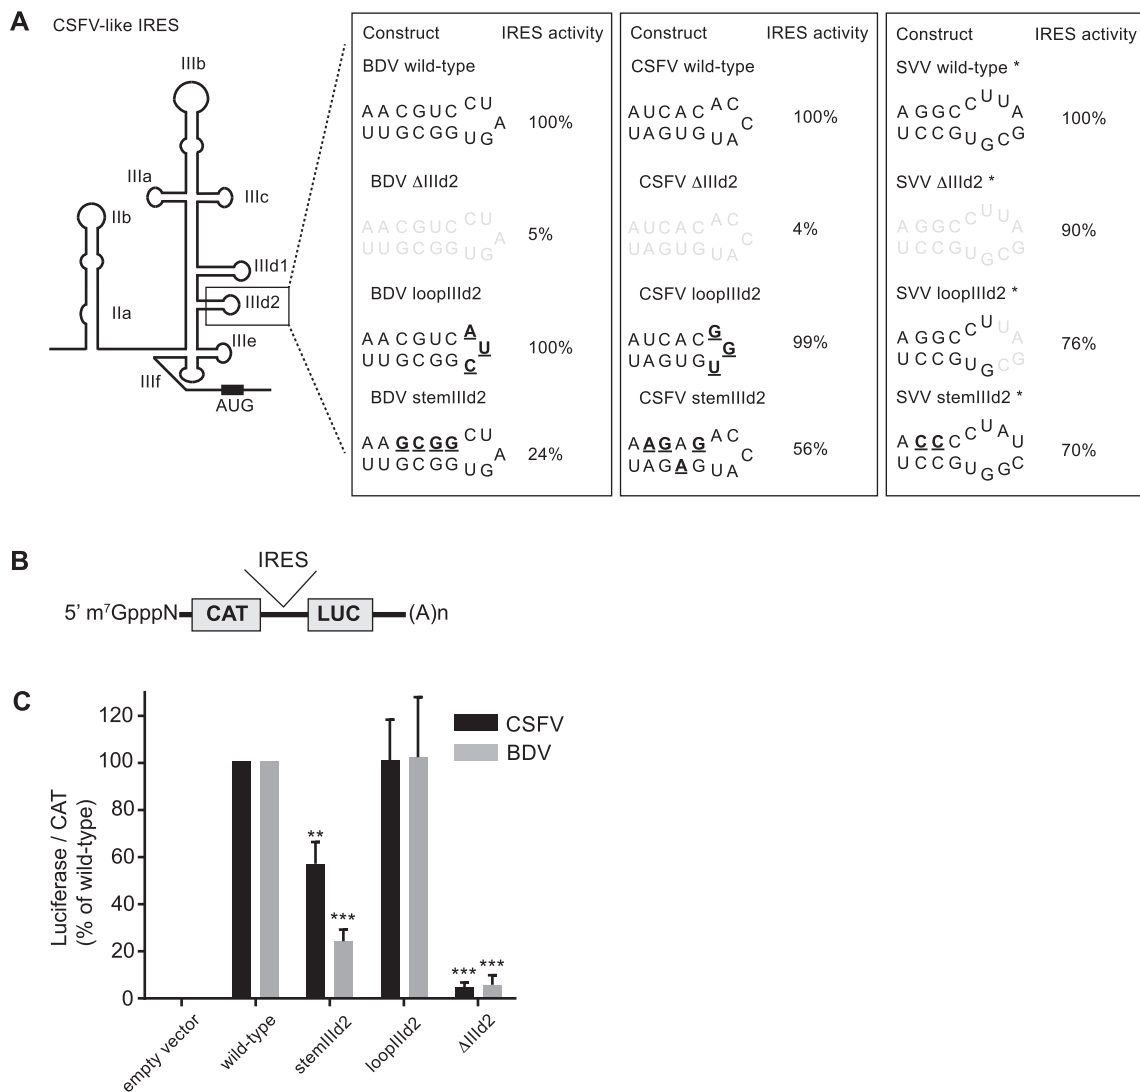 A
CSFV-like IRES
IIIb
IIIa
IIIc
IIb
IIId1
IIId2
IIa
IIIe
IIIf
AUG
Construct IRES activity
BDV wild-type
A A C G U C C U A
U U G C G G U G
100%
BDV ΔIIId2
A A C G U C C U A
U U G C G G U G
5%
BDV loopIIId2
A A C G U C A U
U U G C G G C
100%
BDV stemIIId2
A A G C G G C U A
U U G C G G U G
24%
Construct IRES activity
CSFV wild-type
A U C A C A C C
U A G U G U A
100%
CSFV ΔIIId2
A U C A C A C C
U A G U G U A
4%
CSFV loopIIId2
A U C A C G G
U A G U G U
99%
CSFV stemIIId2
A A G A G A C C
U A G A G U A
56%
Construct IRES activity
SVV wild-type *
A G G C C U U A
U C C G U G C G
100%
SVV ΔIIId2 *
A G G C C U U A
U C C G U G C G
90%
SVV loopIIId2 *
A G G C C U U A
U C C G U G C G
76%
SVV stemIIId2 *
A C C C C U A U
U C C G U G G C
70%
B
IRES
5’ m7GpppN CAT LUC (A)n
C
Luciferase / CAT
(% of wild-type)
120
100
80
60
40
20
0
CSFV
BDV
**
***
***
***
empty vector
wild-type
stemIIId2
loopIIId2
ΔIIId2